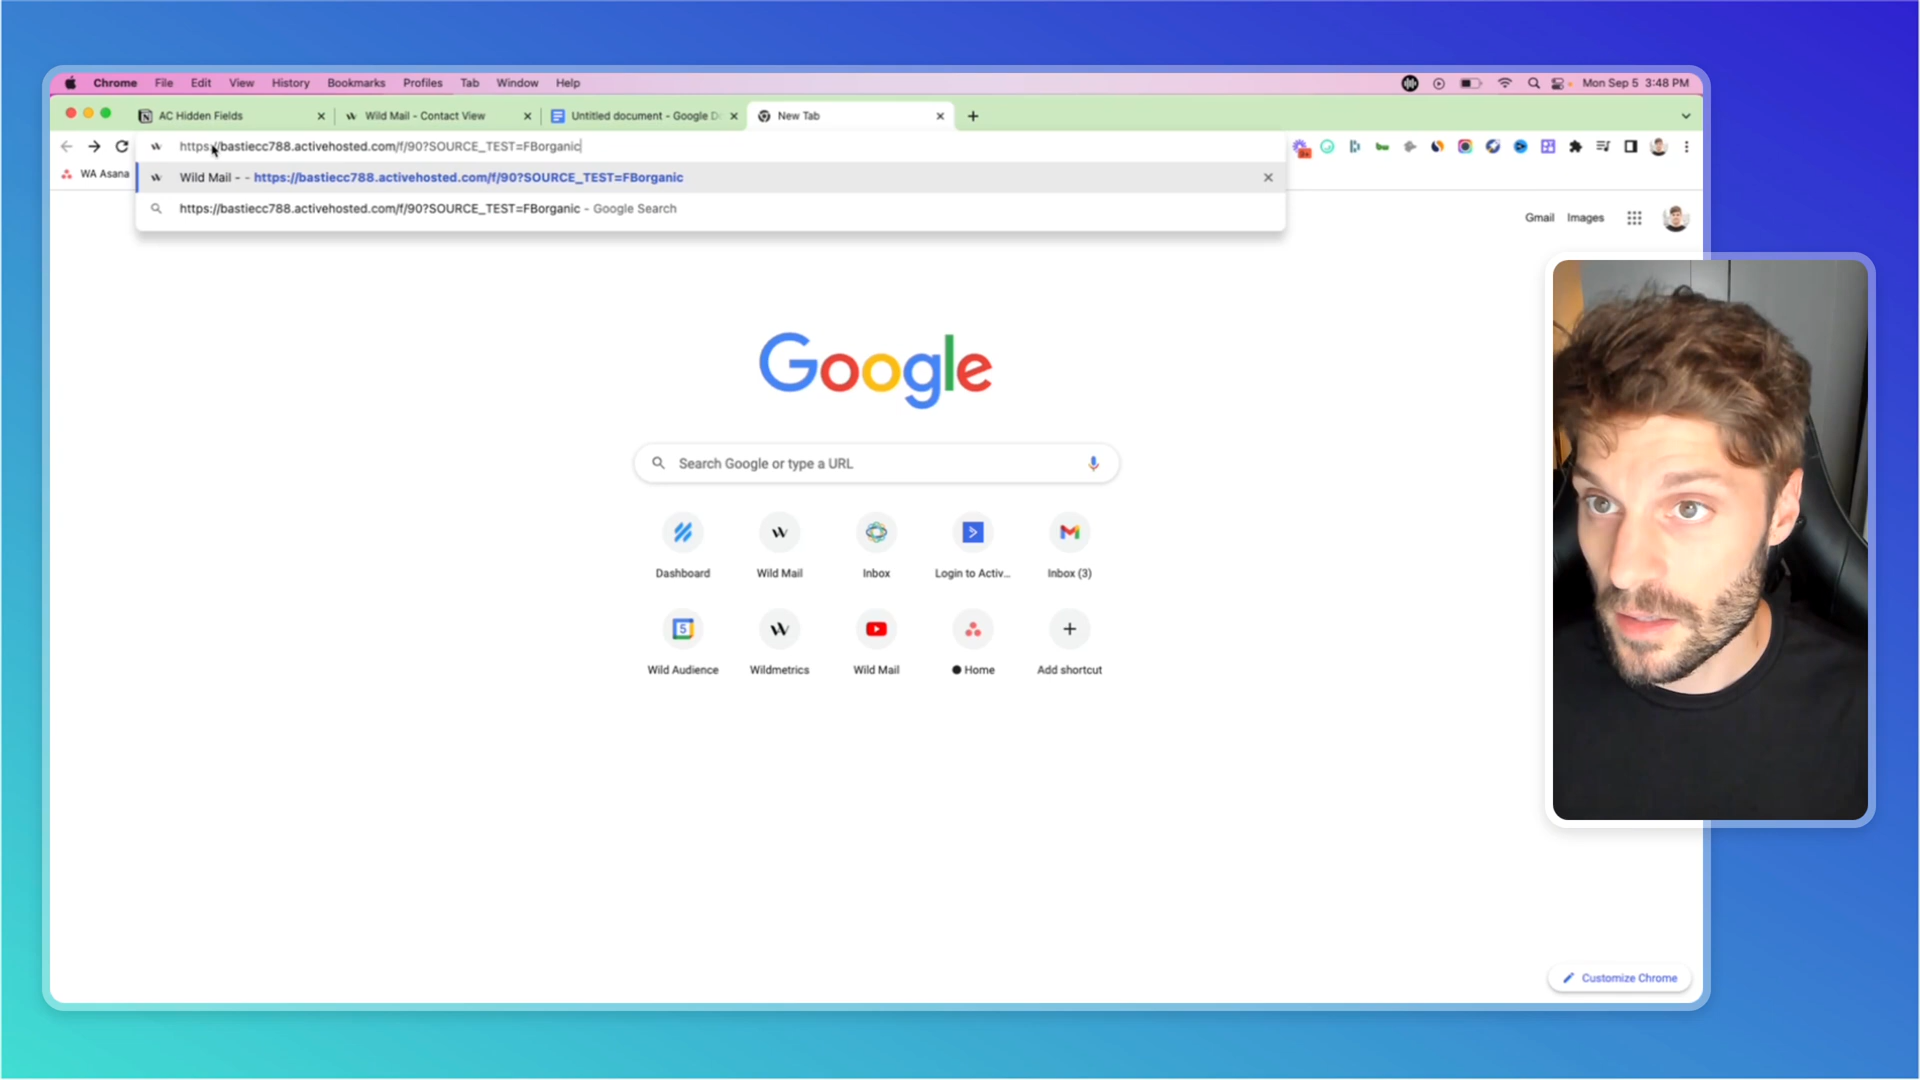 Chrome File Edit View History Bookmarks Profiles Tab Window Help Mon Sep 5 3:48 PM
AC Hidden Fields Wild Mail - Contact View Untitled document - Google Do New Tab
https://bastiecc788.activehosted.com/f/90?SOURCE_TEST=FBorganic
WA Asana
Wild Mail - - https://bastiecc788.activehosted.com/f/90?SOURCE_TEST=FBorganic
https://bastiecc788.activehosted.com/f/90?SOURCE_TEST=FBorganic - Google Search
Gmail Images
Google
Search Google or type a URL
Dashboard Wild Mail Inbox Login to Activ... Inbox (3)
5
Wild Audience Wildmetrics Wild Mail Home Add shortcut
Customize Chrome